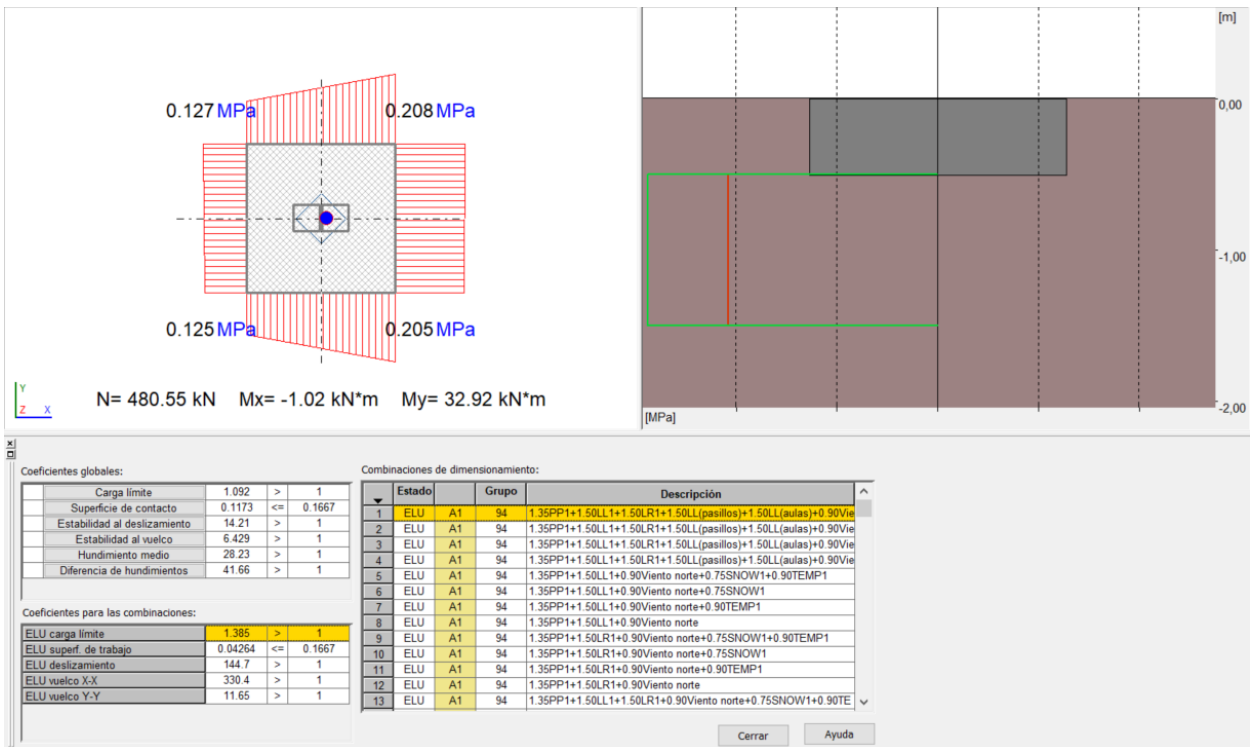 [m]
0.127 MPa 0.208 MPa
0,00
-1,00
0.125 MPa 0.205 MPa
Y
Z X
N= 480.55 kN Mx= -1.02 kN*m My= 32.92 kN*m
[MPa]
-2,00
Coeficientes globales:
Carga límite 1.092 > 1
Superficie de contacto 0.1173 <= 0.1667
Estabilidad al deslizamiento 14.21 > 1
Estabilidad al vuelco 6.429 > 1
Hundimiento medio 28.23 > 1
Diferencia de hundimientos 41.66 > 1
Coeficientes para las combinaciones:
ELU carga límite 1.385 > 1
ELU superf. de trabajo 0.04264 <= 0.1667
ELU deslizamiento 144.7 > 1
ELU vuelco X-X 330.4 > 1
ELU vuelco Y-Y 11.65 > 1
Combinaciones de dimensionamiento:
Estado Grupo Descripción
1 ELU A1 94 1.35PP1+1.50LL1+1.50LR1+1.50LL(pasillos)+1.50LL(aulas)+0.90Vie
2 ELU A1 94 1.35PP1+1.50LL1+1.50LR1+1.50LL(pasillos)+1.50LL(aulas)+0.90Vie
3 ELU A1 94 1.35PP1+1.50LL1+1.50LR1+1.50LL(pasillos)+1.50LL(aulas)+0.90Vie
4 ELU A1 94 1.35PP1+1.50LL1+1.50LR1+1.50LL(pasillos)+1.50LL(aulas)+0.90Vie
5 ELU A1 94 1.35PP1+1.50LL1+0.90Viento norte+0.75SNOW1+0.90TEMP1
6 ELU A1 94 1.35PP1+1.50LL1+0.90Viento norte+0.75SNOW1
7 ELU A1 94 1.35PP1+1.50LL1+0.90Viento norte+0.90TEMP1
8 ELU A1 94 1.35PP1+1.50LL1+0.90Viento norte
9 ELU A1 94 1.35PP1+1.50LR1+0.90Viento norte+0.75SNOW1+0.90TEMP1
10 ELU A1 94 1.35PP1+1.50LR1+0.90Viento norte+0.75SNOW1
11 ELU A1 94 1.35PP1+1.50LR1+0.90Viento norte+0.90TEMP1
12 ELU A1 94 1.35PP1+1.50LR1+0.90Viento norte
13 ELU A1 94 1.35PP1+1.50LL1+1.50LR1+0.90Viento norte+0.75SNOW1+0.90TE
Cerrar Ayuda